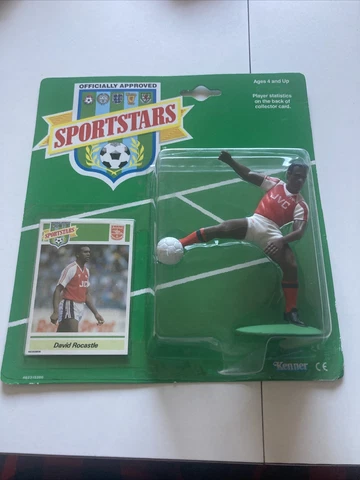 OFFICIALLY APPROVED
SPORTSTARS
Ages 4 and Up
Player statistics
on the back of
collector card.
SPORTSTARS
JVC
JVC
David Rocastle
Kenner
CE